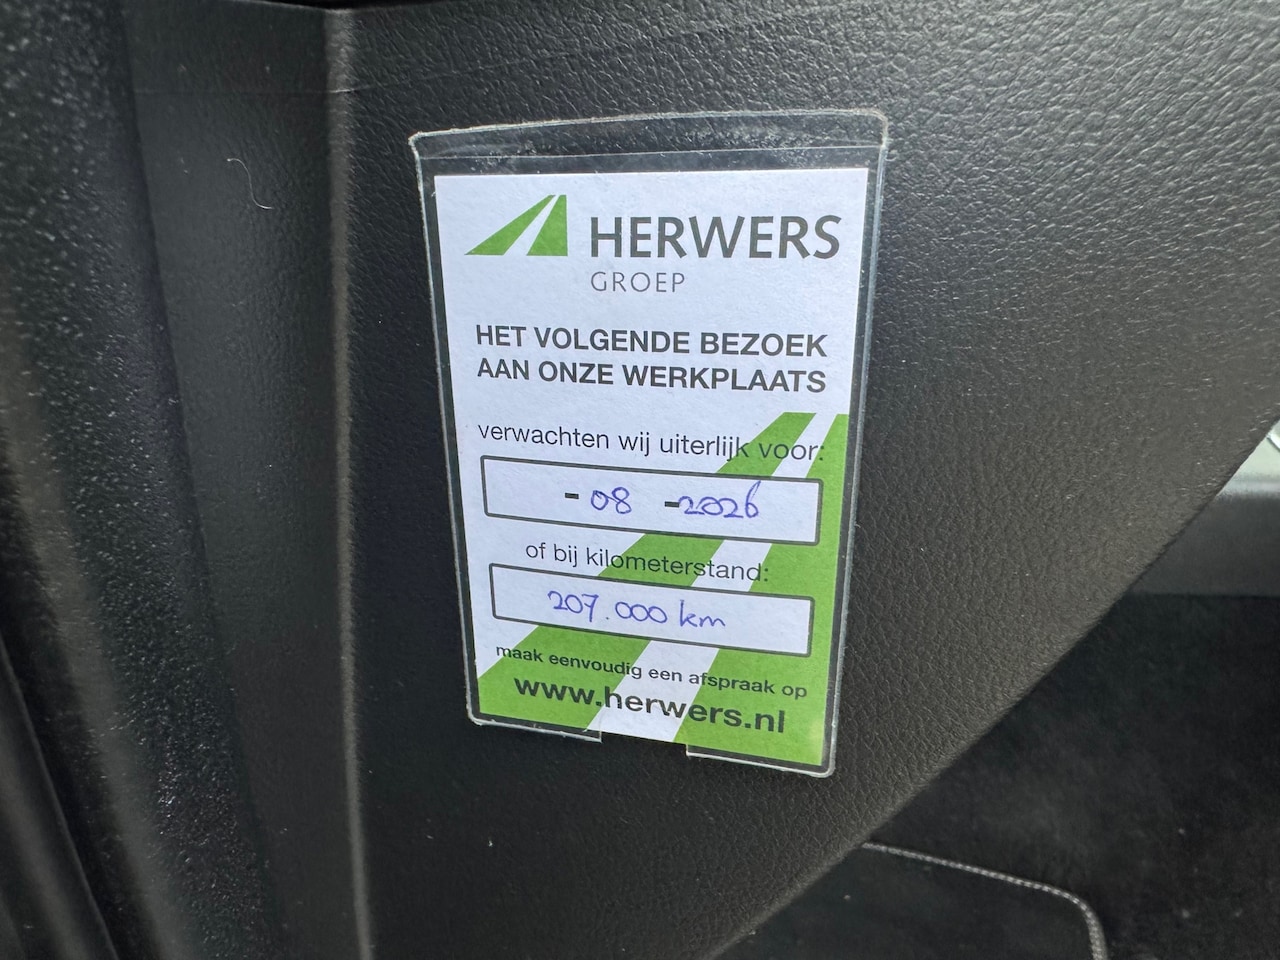 HERWERS
GROEP
HET VOLGENDE BEZOEK
AAN ONZE WERKPLAATS
verwachten wij uiterlijk voor:
- 08 -2026
of bij kilometerstand:
207.000 km
maak eenvoudig een afspraak op
www.herwers.nl